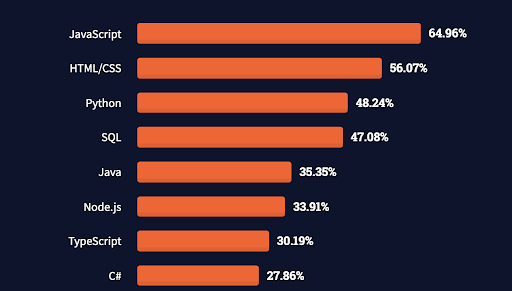 JavaScript 64.96%
HTML/CSS 56.07%
Python 48.24%
SQL 47.08%
Java 35.35%
Node.js 33.91%
TypeScript 30.19%
C# 27.86%